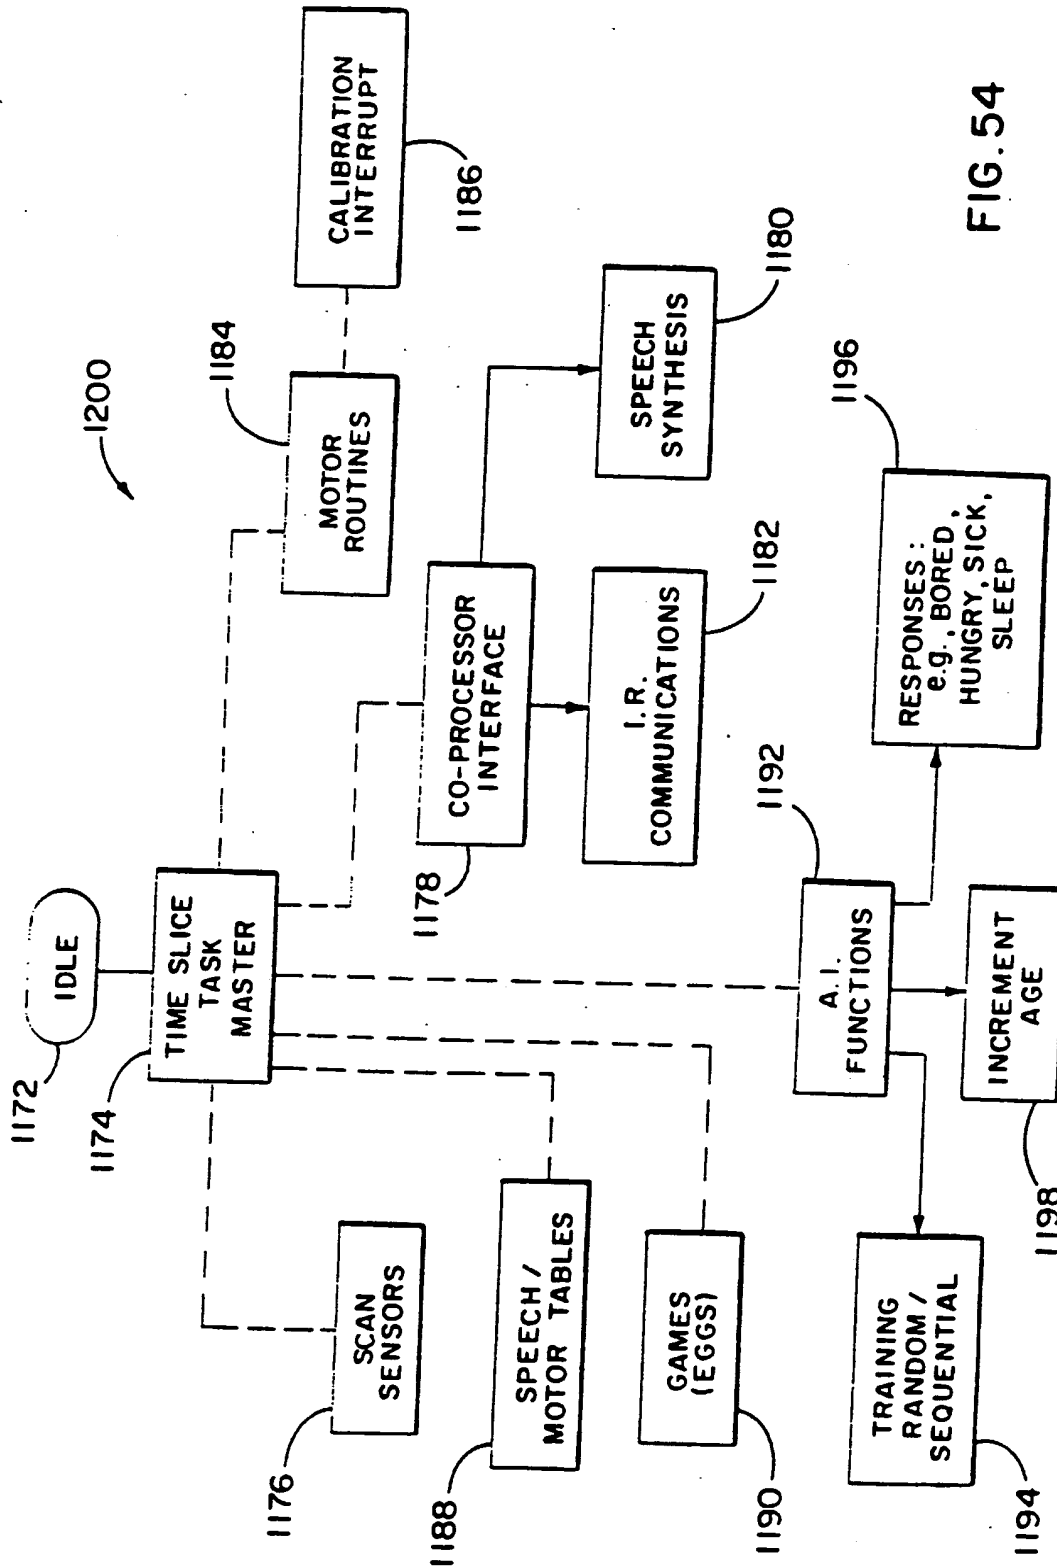 1200
1172
IDLE
1174
TIME SLICE
TASK
MASTER
1184
MOTOR
ROUTINES
CALIBRATION
INTERRUPT
1186
1176
SCAN
SENSORS
1178
CO-PROCESSOR
INTERFACE
SPEECH
SYNTHESIS
1180
1188
SPEECH /
MOTOR TABLES
I.R.
COMMUNICATIONS
1182
1190
GAMES
(EGGS)
1192
A.I.
FUNCTIONS
1196
RESPONSES :
e.g., BORED,
HUNGRY, SICK,
SLEEP
1194
TRAINING
RANDOM /
SEQUENTIAL
1198
INCREMENT
AGE
FIG. 54